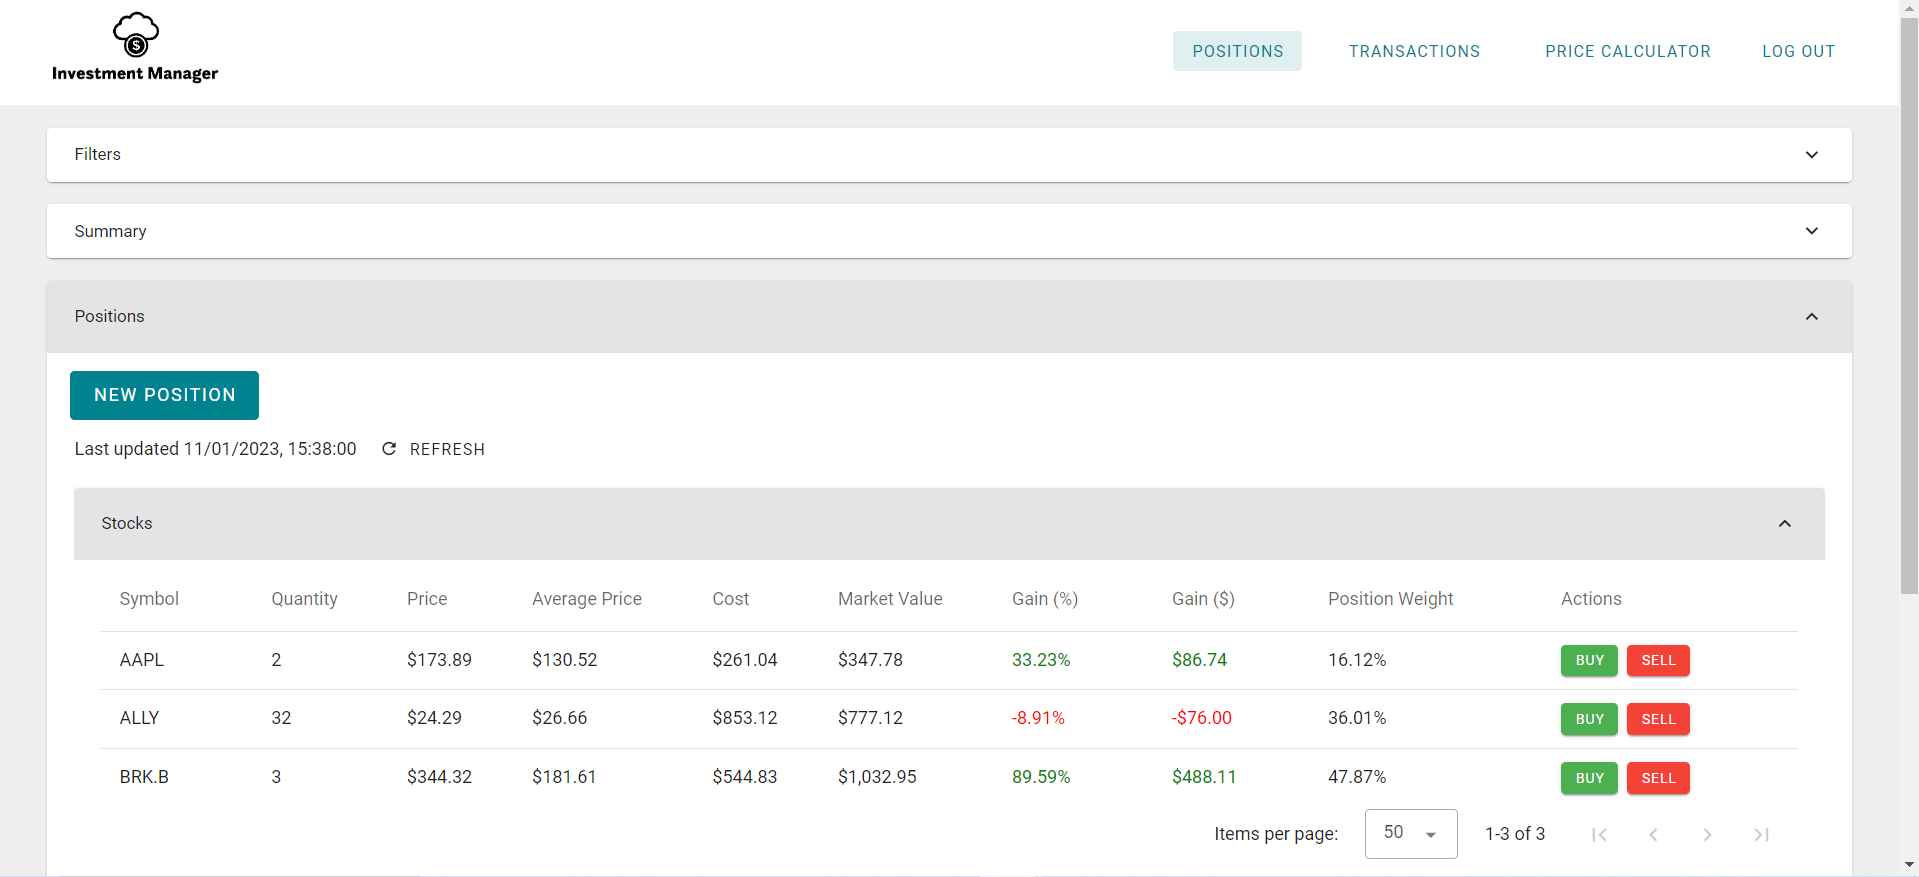 $
Investment Manager
POSITIONS TRANSACTIONS PRICE CALCULATOR LOG OUT
Filters
Summary
Positions
NEW POSITION
Last updated 11/01/2023, 15:38:00 REFRESH
Stocks
Symbol Quantity Price Average Price Cost Market Value Gain (%) Gain ($) Position Weight Actions
AAPL 2 $173.89 $130.52 $261.04 $347.78 33.23% $86.74 16.12% BUY SELL
ALLY 32 $24.29 $26.66 $853.12 $777.12 -8.91% -$76.00 36.01% BUY SELL
BRK.B 3 $344.32 $181.61 $544.83 $1,032.95 89.59% $488.11 47.87% BUY SELL
Items per page: 50 1-3 of 3